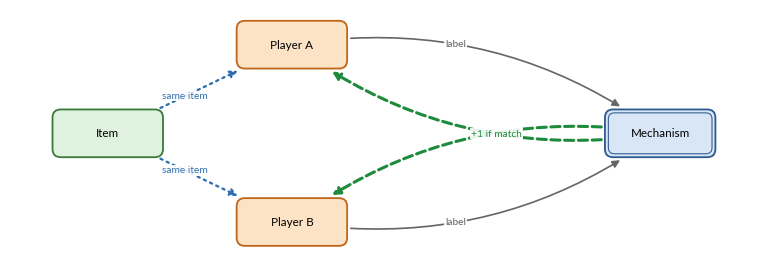 Player A
label
same item
Item
+1 if match
Mechanism
same item
Player B
label